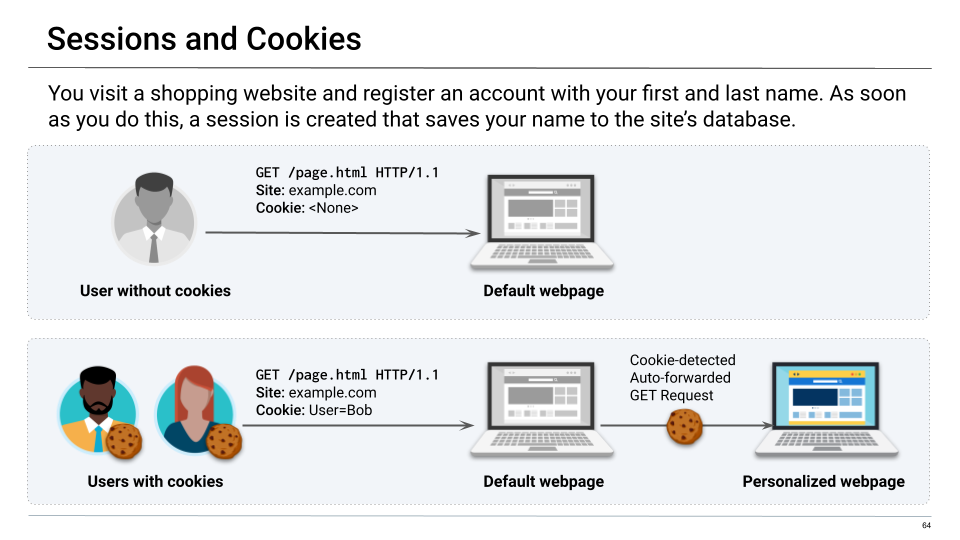 Sessions and Cookies
You visit a shopping website and register an account with your first and last name. As soon
as you do this, a session is created that saves your name to the site’s database.
GET /page.html HTTP/1.1
Site: example.com
Cookie: <None>
User without cookies
Default webpage
GET /page.html HTTP/1.1
Site: example.com
Cookie: User=Bob
Cookie-detected
Auto-forwarded
GET Request
Users with cookies
Default webpage
Personalized webpage
64